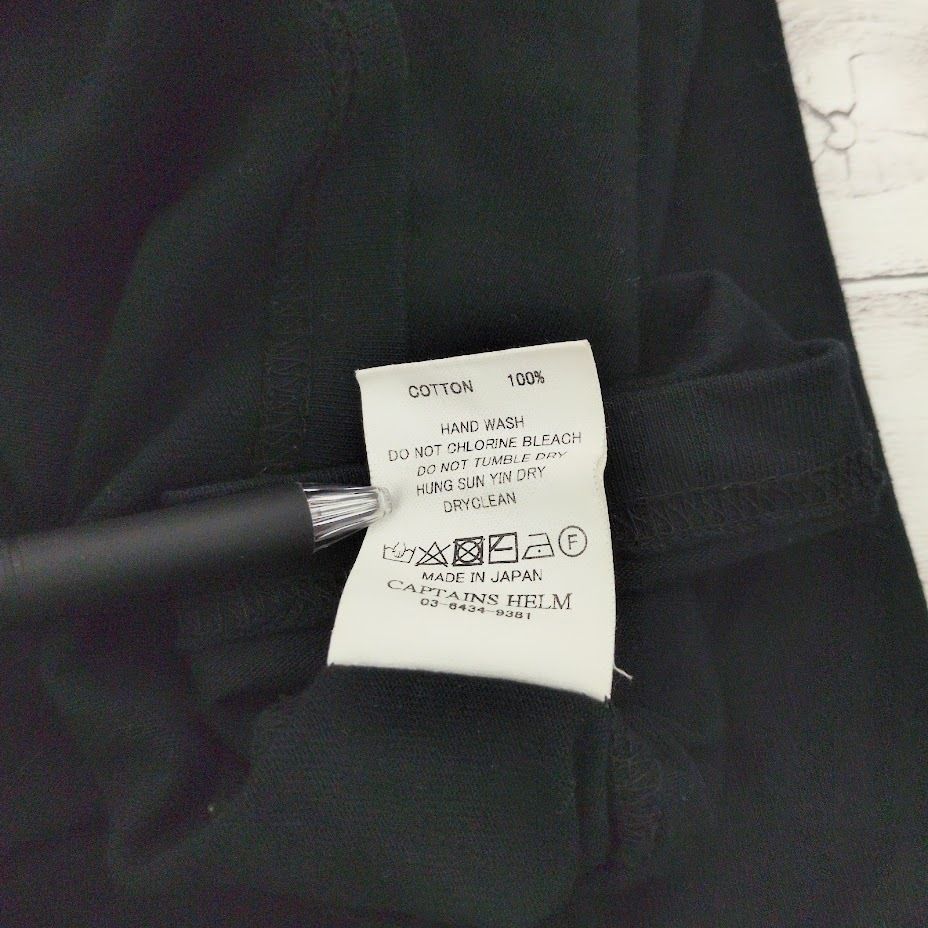 COTTON 100%
HAND WASH
DO NOT CHLORINE BLEACH
DO NOT TUMBLE DRY
HUNG SUN YIN DRY
DRYCLEAN
F
MADE IN JAPAN
CAPTAINS HELM
03-6434-9381